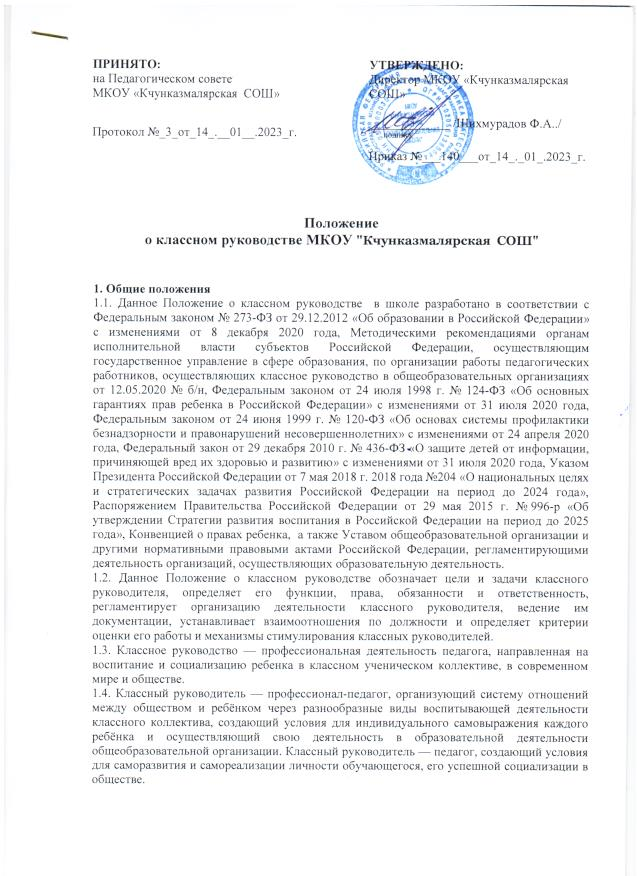 ПРИНЯТО:
на Педагогическом совете
МКОУ «Кчунказмалярская СОШ»
Протокол №_3_от_14_.__01__.2023_г.
УТВЕРЖДЕНО:
Директор МКОУ «Кчунказмалярская
СОШ»
/Шихмурадов Ф.А../
подпись
Приказ №___140___от_14_._01_.2023_г.
Положение
о классном руководстве МКОУ "Кчунказмалярская СОШ"
1. Общие положения
1.1. Данное Положение о классном руководстве в школе разработано в соответствии с
Федеральным законом № 273-ФЗ от 29.12.2012 «Об образовании в Российской Федерации»
с изменениями от 8 декабря 2020 года, Методическими рекомендациями органам
исполнительной власти субъектов Российской Федерации, осуществляющим
государственное управление в сфере образования, по организации работы педагогических
работников, осуществляющих классное руководство в общеобразовательных организациях
от 12.05.2020 № б/н, Федеральным законом от 24 июля 1998 г. № 124-ФЗ «Об основных
гарантиях прав ребенка в Российской Федерации» с изменениями от 31 июля 2020 года,
Федеральным законом от 24 июня 1999 г. № 120-ФЗ «Об основах системы профилактики
безнадзорности и правонарушений несовершеннолетних» с изменениями от 24 апреля 2020
года, Федеральный закон от 29 декабря 2010 г. № 436-ФЗ «О защите детей от информации,
причиняющей вред их здоровью и развитию» с изменениями от 31 июля 2020 года, Указом
Президента Российской Федерации от 7 мая 2018 г. 2018 года №204 «О национальных целях
и стратегических задачах развития Российской Федерации на период до 2024 года»,
Распоряжением Правительства Российской Федерации от 29 мая 2015 г. № 996-р «Об
утверждении Стратегии развития воспитания в Российской Федерации на период до 2025
года», Конвенцией о правах ребенка, а также Уставом общеобразовательной организации и
другими нормативными правовыми актами Российской Федерации, регламентирующими
деятельность организаций, осуществляющих образовательную деятельность.
1.2. Данное Положение о классном руководстве обозначает цели и задачи классного
руководителя, определяет его функции, права, обязанности и ответственность,
регламентирует организацию деятельности классного руководителя, ведение им
документации, устанавливает взаимоотношения по должности и определяет критерии
оценки его работы и механизмы стимулирования классных руководителей.
1.3. Классное руководство — профессиональная деятельность педагога, направленная на
воспитание и социализацию ребенка в классном ученическом коллективе, в современном
мире и обществе.
1.4. Классный руководитель — профессионал-педагог, организующий систему отношений
между обществом и ребёнком через разнообразные виды воспитывающей деятельности
классного коллектива, создающий условия для индивидуального самовыражения каждого
ребёнка и осуществляющий свою деятельность в образовательной деятельности
общеобразовательной организации. Классный руководитель — педагог, создающий условия
для саморазвития и самореализации личности обучающегося, его успешной социализации в
обществе.